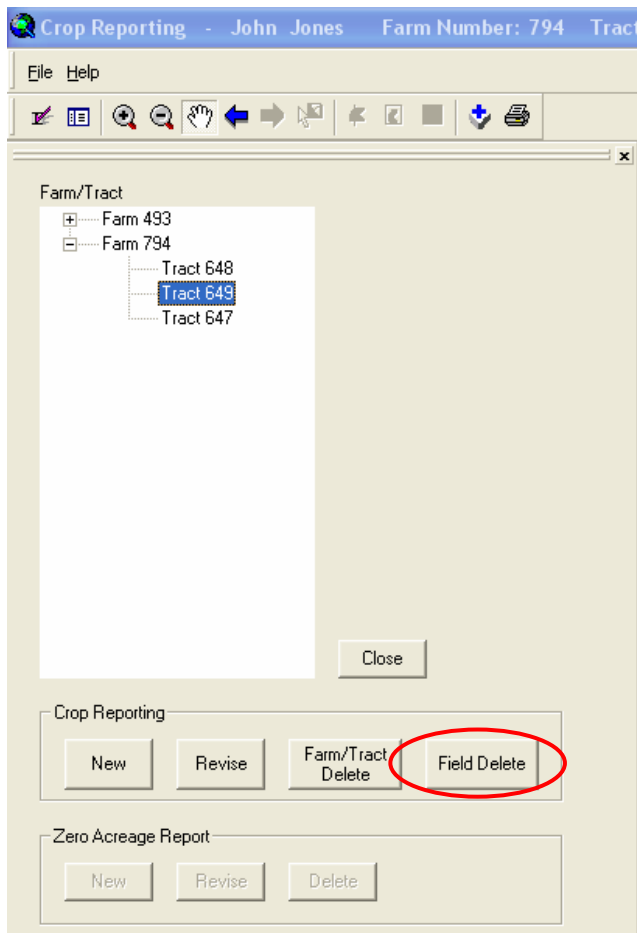 Crop Reporting - John Jones Farm Number: 794 Tract
File Help
Farm/Tract
Farm 493
Farm 794
Tract 648
Tract 649
Tract 647
Close
Crop Reporting
New Revise Farm/Tract Delete Field Delete
Zero Acreage Report
New Revise Delete